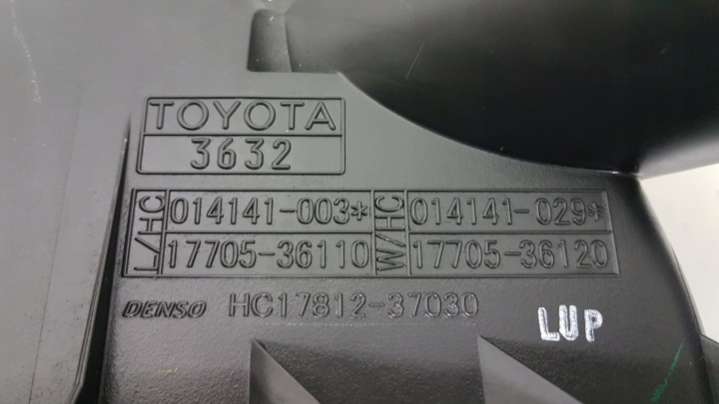 TOYOTA
3632
L/HC 014141-003* W/HC 014141-029*
17705-36110 17705-36120
DENSO HC17812-37030
LUP